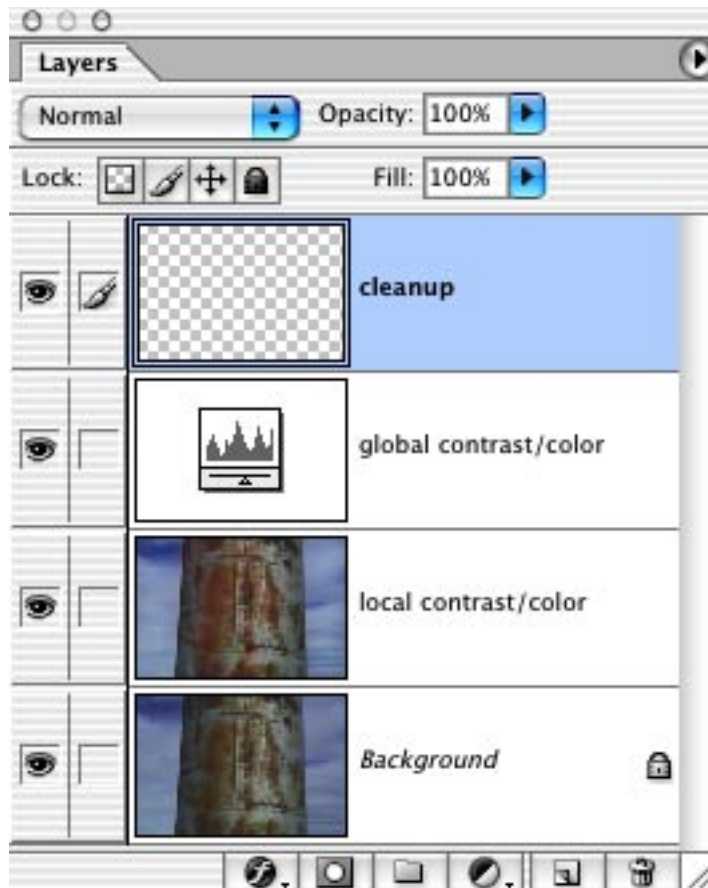 Layers
Normal Opacity: 100%
Lock: Fill: 100%
cleanup
global contrast/color
local contrast/color
Background